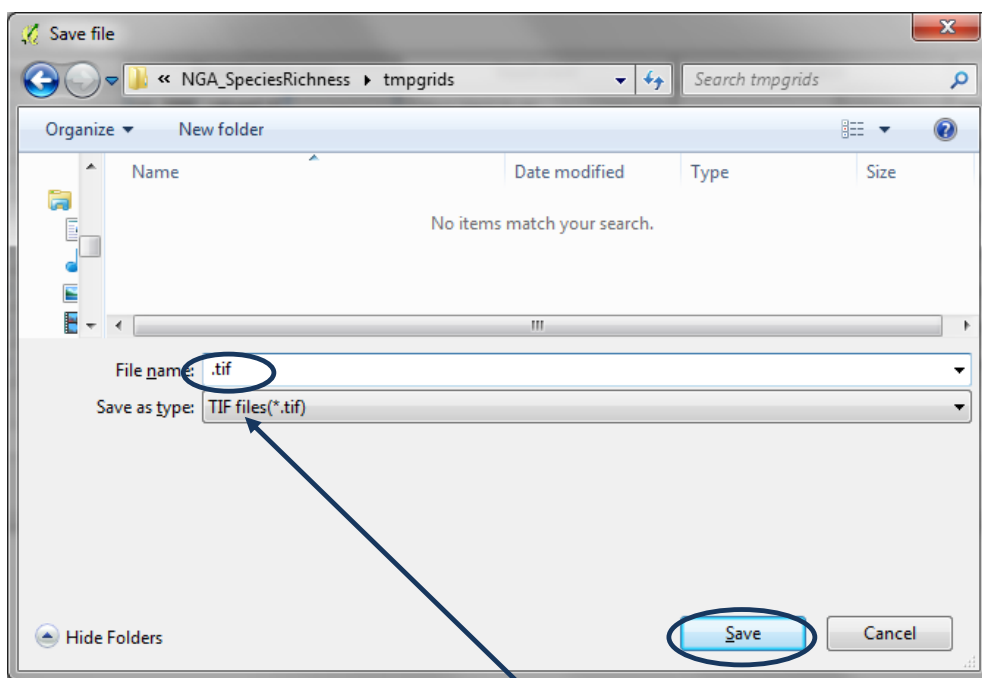 Save file
« NGA_SpeciesRichness ▸ tmpgrids
Search tmpgrids
Organize ▼ New folder
Name Date modified Type Size
No items match your search.
File name: .tif
Save as type: TIF files(*.tif)
Hide Folders Save Cancel